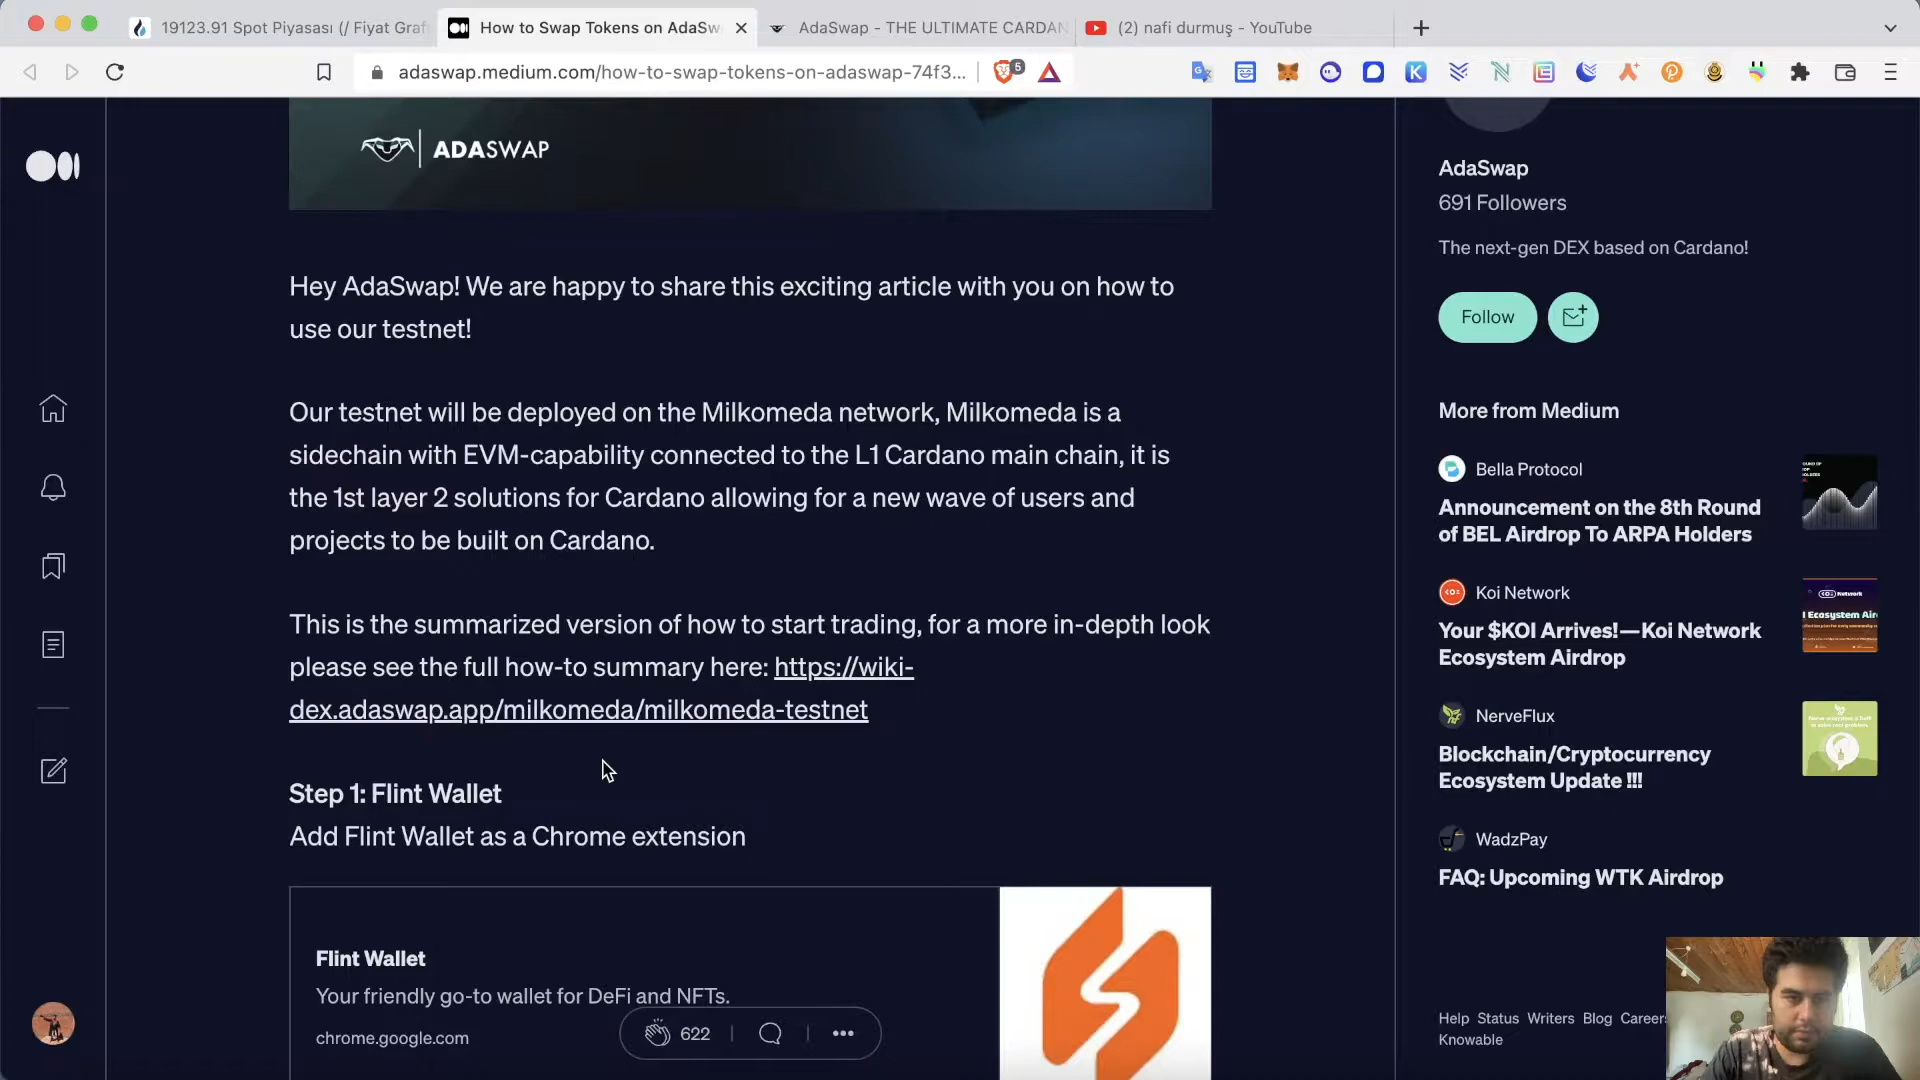 19123.91 Spot Piyasası (/ Fiyat Graf
How to Swap Tokens on AdaSw
AdaSwap - THE ULTIMATE CARDAN
(2) nafi durmuş - YouTube
adaswap.medium.com/how-to-swap-tokens-on-adaswap-74f3...
5
ADASWAP
Hey AdaSwap! We are happy to share this exciting article with you on how to
use our testnet!
Our testnet will be deployed on the Milkomeda network, Milkomeda is a
sidechain with EVM-capability connected to the L1 Cardano main chain, it is
the 1st layer 2 solutions for Cardano allowing for a new wave of users and
projects to be built on Cardano.
This is the summarized version of how to start trading, for a more in-depth look
please see the full how-to summary here: https://wiki-
dex.adaswap.app/milkomeda/milkomeda-testnet
Step 1: Flint Wallet
Add Flint Wallet as a Chrome extension
Flint Wallet
Your friendly go-to wallet for DeFi and NFTs.
chrome.google.com
622
AdaSwap
691 Followers
The next-gen DEX based on Cardano!
Follow
More from Medium
Bella Protocol
Announcement on the 8th Round
of BEL Airdrop To ARPA Holders
Koi Network
Your $KOI Arrives!—Koi Network
Ecosystem Airdrop
NerveFlux
Blockchain/Cryptocurrency
Ecosystem Update !!!
WadzPay
FAQ: Upcoming WTK Airdrop
Help Status Writers Blog Careers
Knowable